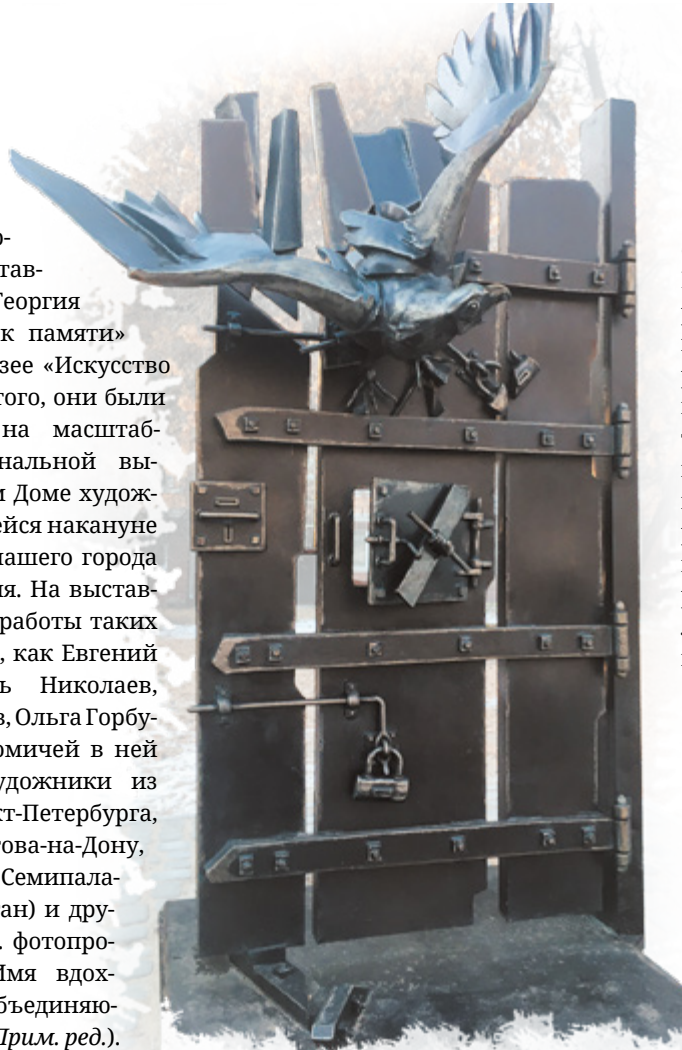 о-
тав-
Георгия
к памяти»
зее «Искусство
того, они были
на масштаб-
нальной вы-
и Доме худож-
ейся накануне
нашего города
ия. На выстав-
работы таких
, как Евгений
ь Николаев,
в, Ольга Горбу-
омичей в ней
удожники из
кт-Петербурга,
това-на-Дону,
Семипала-
ан) и дру-
. фотопро-
Имя вдох-
бъединяю-
Прим. ред.).